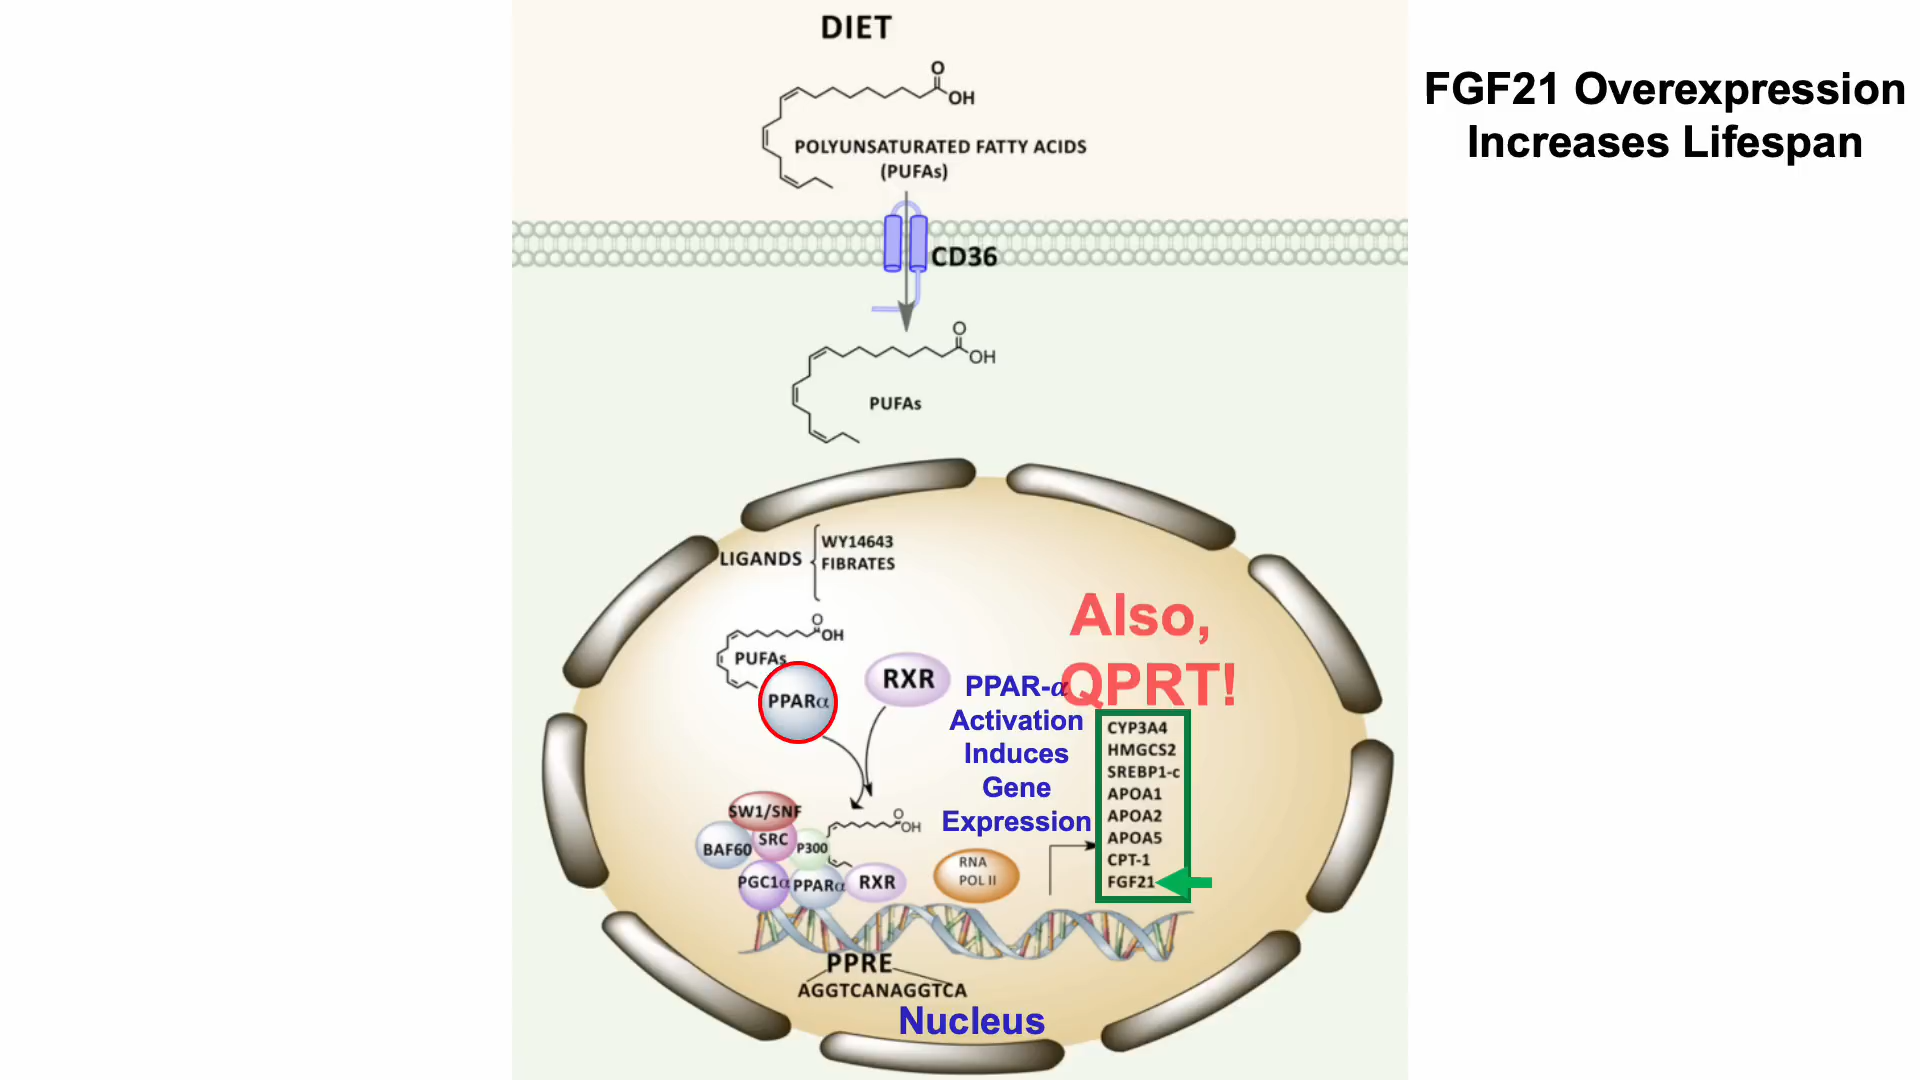 DIET
O
OH
FGF21 Overexpression
Increases Lifespan
POLYUNSATURATED FATTY ACIDS
(PUFAs)
CD36
O
OH
PUFAs
LIGANDS
WY14643
FIBRATES
O
OH
PUFAs
PPARα
RXR
Also,
QPRT!
PPAR-α
Activation
Induces
Gene
Expression
CYP3A4
HMGCS2
SREBP1-c
APOA1
APOA2
APOA5
CPT-1
FGF21
SW1/SNF
BAF60
SRC
P300
O
OH
PGC1α
PPARα
RXR
RNA
POL II
PPRE
AGGTCANAGGTCA
Nucleus